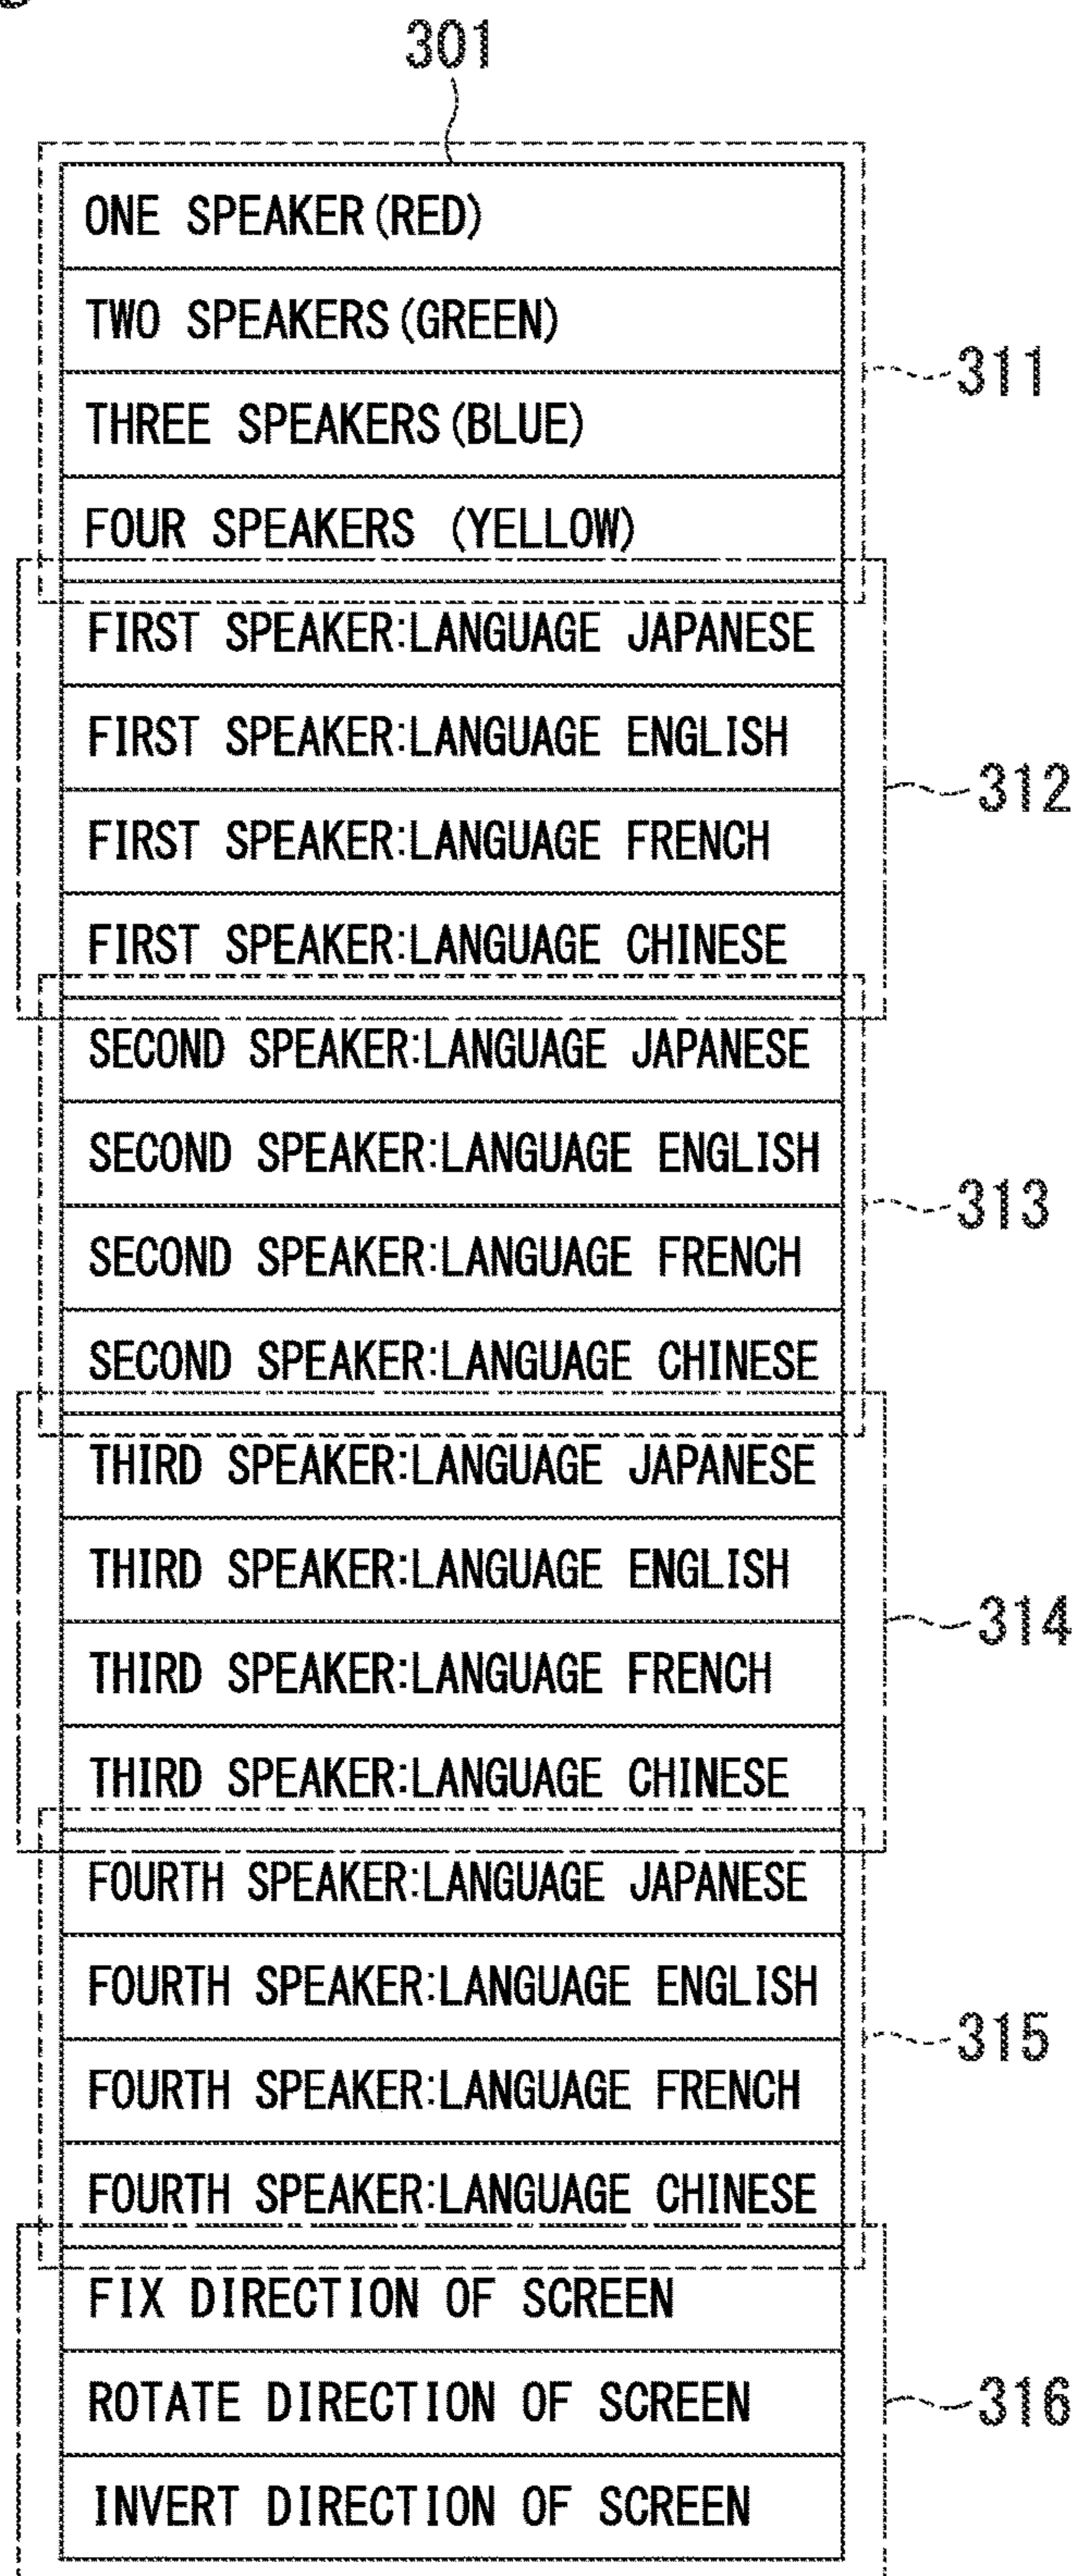 301
ONE SPEAKER(RED)
TWO SPEAKERS(GREEN)
THREE SPEAKERS(BLUE)
311
FOUR SPEAKERS (YELLOW)
FIRST SPEAKER:LANGUAGE JAPANESE
FIRST SPEAKER:LANGUAGE ENGLISH
312
FIRST SPEAKER:LANGUAGE FRENCH
FIRST SPEAKER:LANGUAGE CHINESE
SECOND SPEAKER:LANGUAGE JAPANESE
SECOND SPEAKER:LANGUAGE ENGLISH
313
SECOND SPEAKER:LANGUAGE FRENCH
SECOND SPEAKER:LANGUAGE CHINESE
THIRD SPEAKER:LANGUAGE JAPANESE
THIRD SPEAKER:LANGUAGE ENGLISH
314
THIRD SPEAKER:LANGUAGE FRENCH
THIRD SPEAKER:LANGUAGE CHINESE
FOURTH SPEAKER:LANGUAGE JAPANESE
FOURTH SPEAKER:LANGUAGE ENGLISH
315
FOURTH SPEAKER:LANGUAGE FRENCH
FOURTH SPEAKER:LANGUAGE CHINESE
FIX DIRECTION OF SCREEN
ROTATE DIRECTION OF SCREEN
316
INVERT DIRECTION OF SCREEN